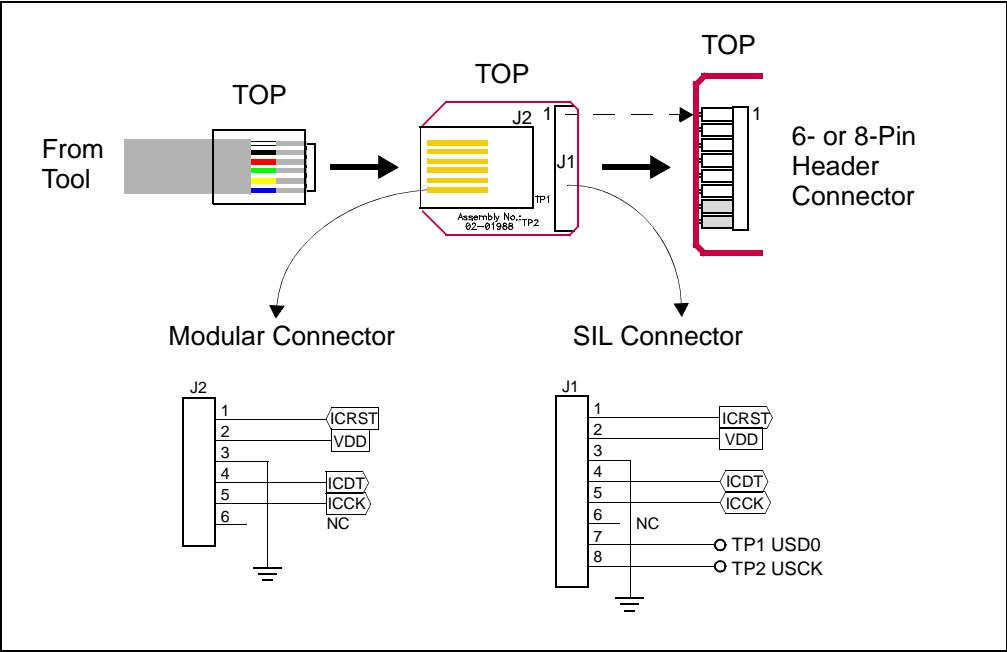 TOP
TOP
TOP
From
Tool
J2
1
J1
TP1
Assembly No.:
02-01988
TP2
1
6- or 8-Pin
Header
Connector
Modular Connector
SIL Connector
J2
1
ICRST
2
VDD
3
4
ICDT
5
ICCK
6
NC
J1
1
ICRST
2
VDD
3
4
ICDT
5
ICCK
6
NC
7
TP1 USD0
8
TP2 USCK